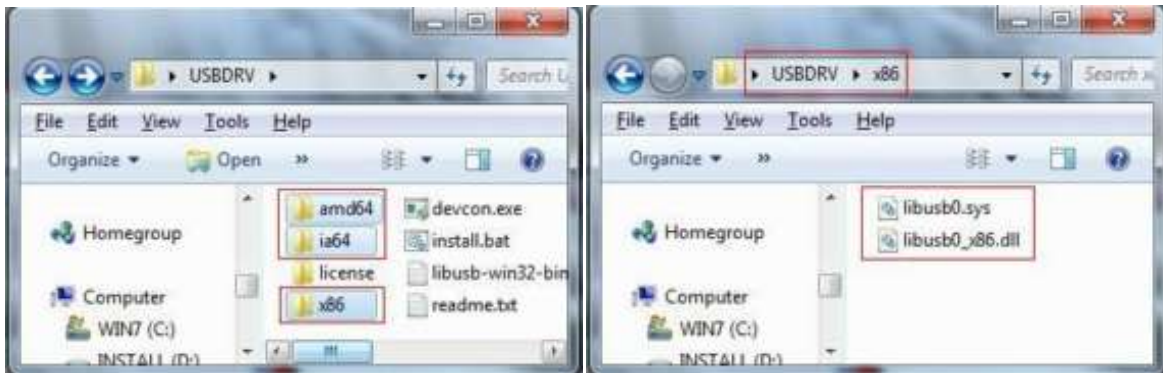 USBDRV
Search
File Edit View Tools Help
Organize Open »
Homegroup
Computer
WIN7 (C:)
INSTALL (D:)
amd64
ia64
license
x86
devcon.exe
install.bat
libusb-win32-bin
readme.txt
USBDRV x86
Search
File Edit View Tools Help
Organize »
Homegroup
Computer
WIN7 (C:)
INSTALL (D:)
libusb0.sys
libusb0_x86.dll